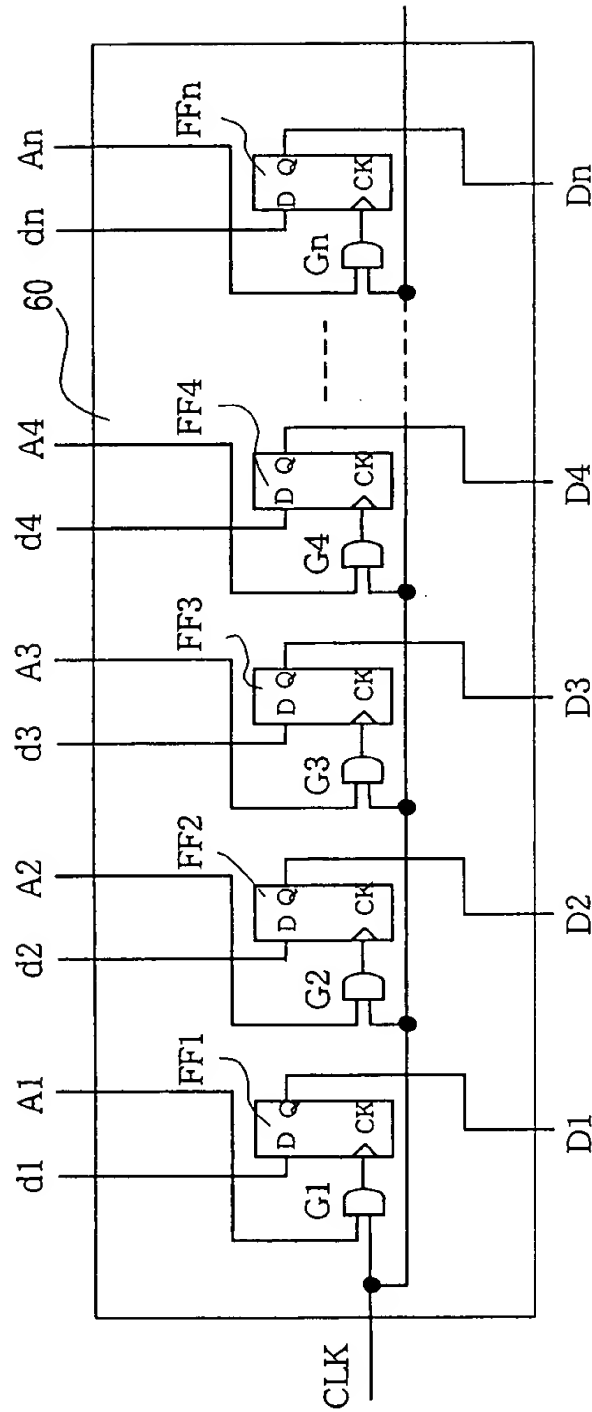 d1 A1 d2 A2 d3 A3 d4 A4 dn An
60
FF1 FF2 FF3 FF4 FFn
D Q D Q D Q D Q D Q
CK CK CK CK CK
G1 G2 G3 G4 Gn
CLK
D1 D2 D3 D4 Dn